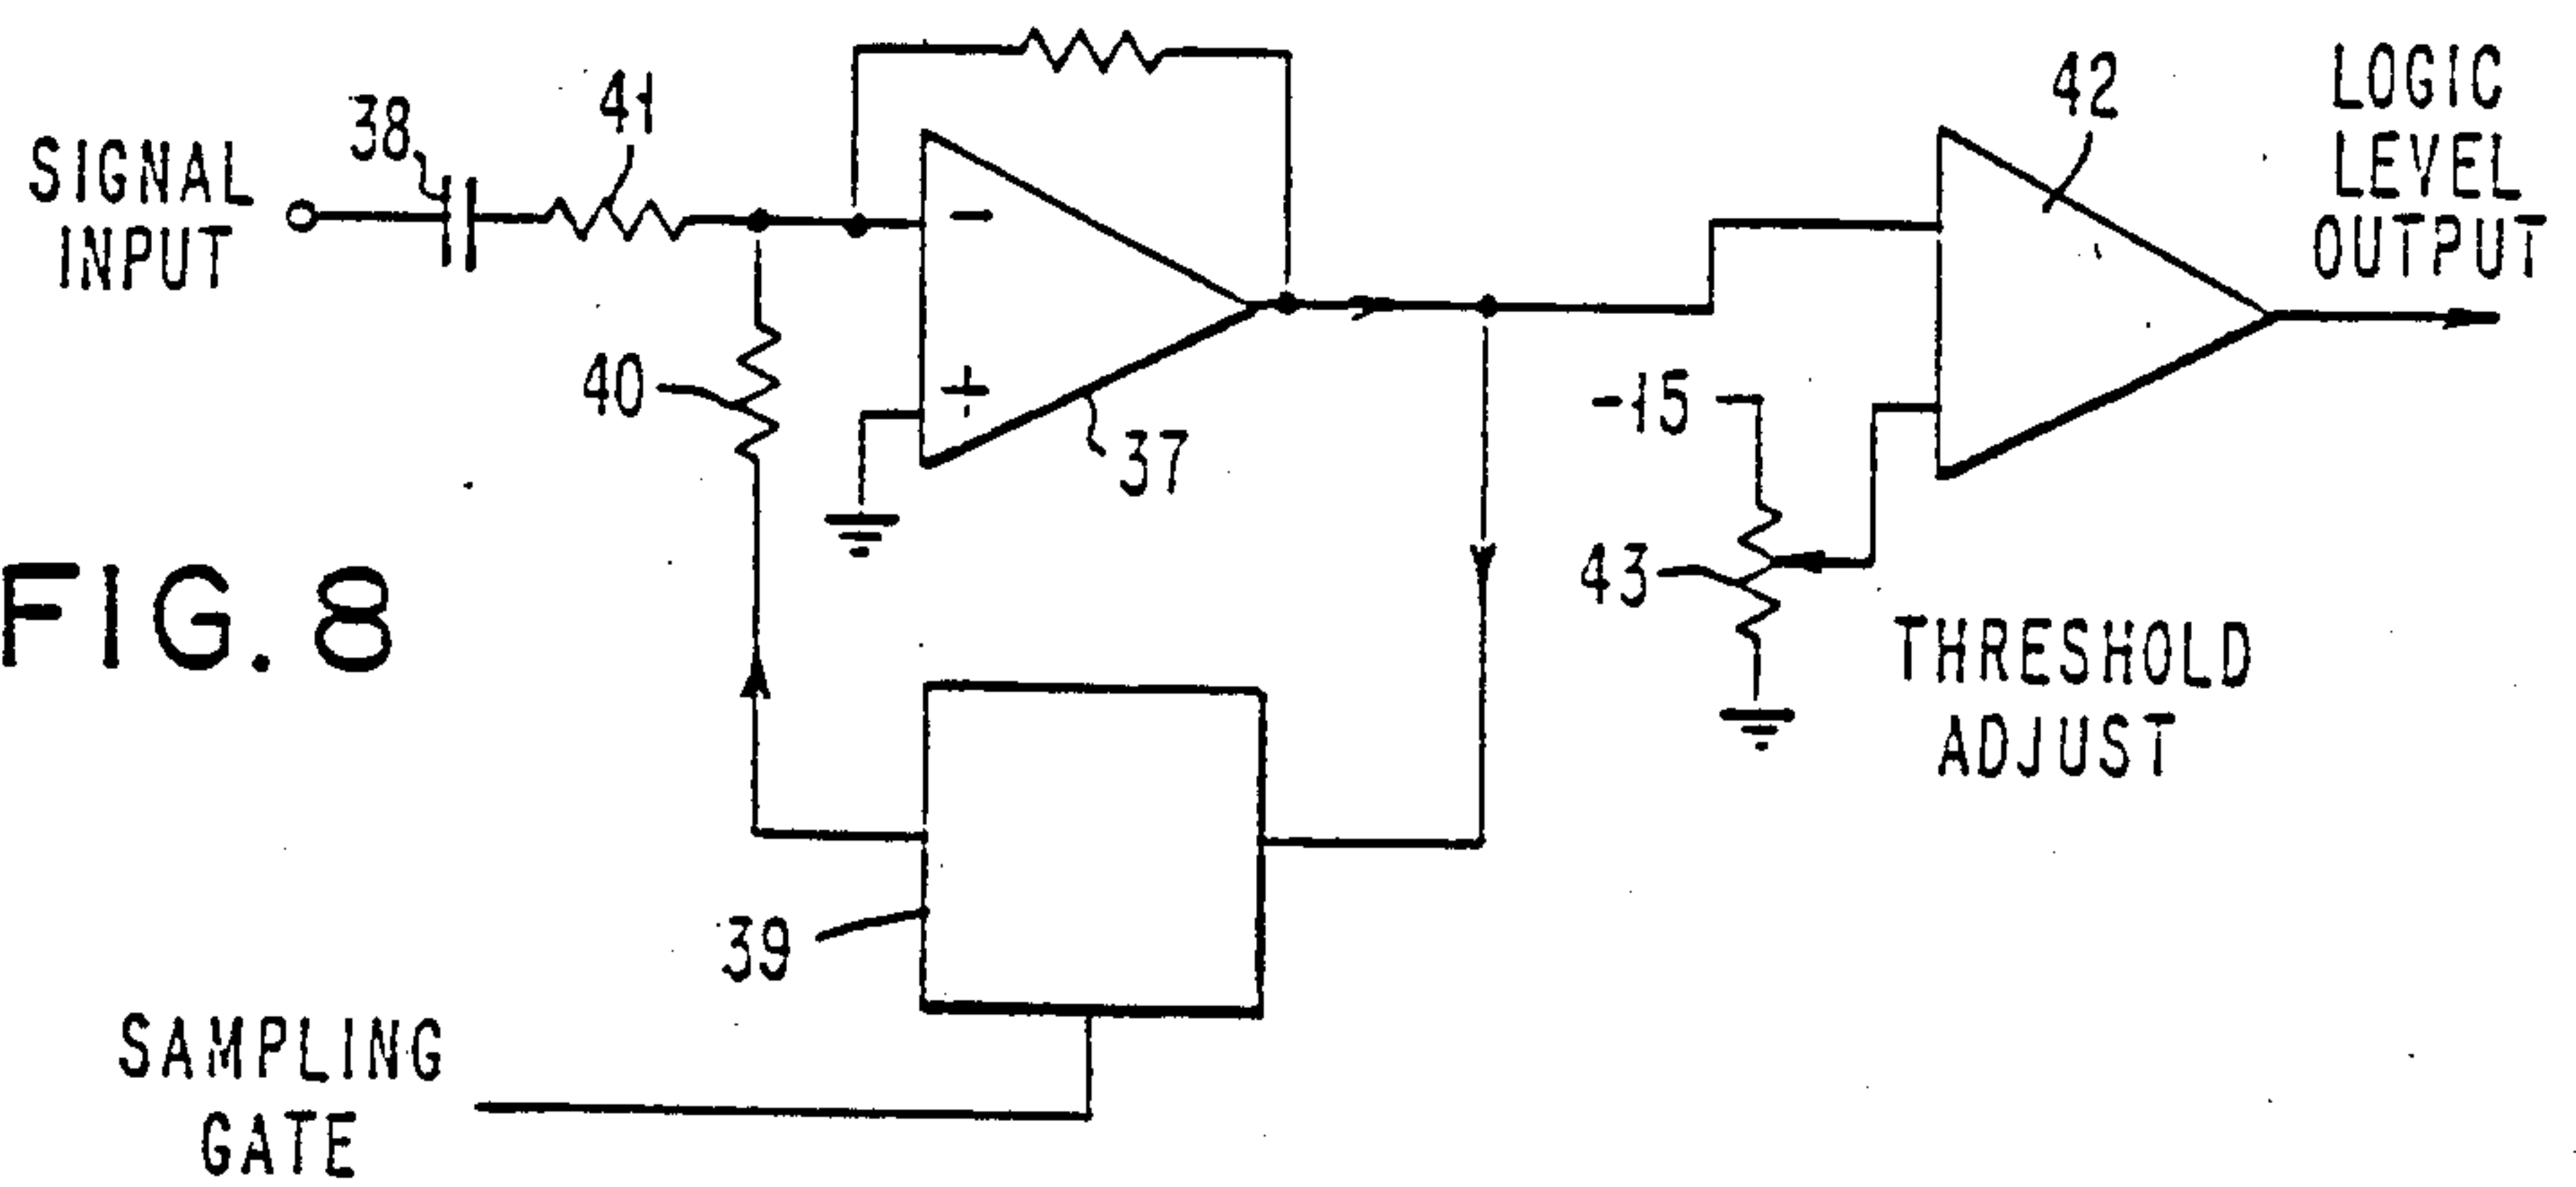 SIGNAL
INPUT
38
41
-
+
37
40
42
LOGIC
LEVEL
OUTPUT
-15
43
THRESHOLD
ADJUST
FIG. 8
39
SAMPLING
GATE